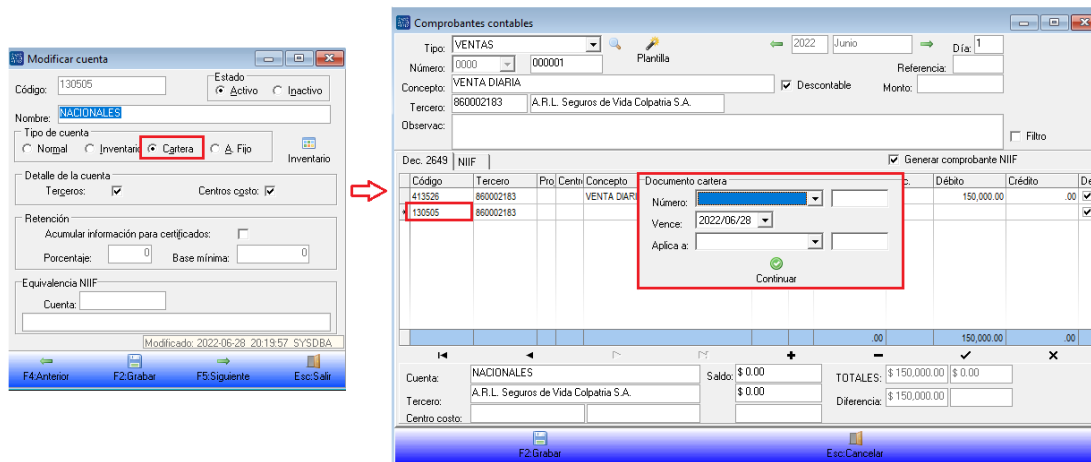 Modificar cuenta
Código: 130505
Estado
Activo Inactivo
Nombre: NACIONALES
Tipo de cuenta
Normal Inventario Cartera A. Fijo
Inventario
Detalle de la cuenta
Terceros: Centros costo:
Retención
Acumular información para certificados:
Porcentaje: 0 Base mínima: 0
Equivalencia NIIF
Cuenta:
Modificado: 2022-06-28 20:19:57 SYSDBA
F4:Anterior F2:Grabar F5:Siguiente Esc:Salir
Comprobantes contables
Tipo: VENTAS Plantilla 2022 Junio Día: 1
Número: 0000 000001 Referencia:
Concepto: VENTA DIARIA Descontable Monto:
Tercero: 860002183 A.R.L. Seguros de Vida Colpatria S.A.
Observac:
Filtro
Dec. 2649 NIIF Generar comprobante NIIF
Código Tercero Pro Centro Concepto c. Débito Crédito De
413526 860002183 VENTA DIARI 150,000.00 .00
130505 860002183
Documento cartera
Número:
Vence: 2022/06/28
Aplica a:
Continuar
.00 150,000.00 .00
Cuenta: NACIONALES Saldo: $ 0.00 TOTALES: $ 150,000.00 $ 0.00
Tercero: A.R.L. Seguros de Vida Colpatria S.A. $ 0.00 Diferencia: $ 150,000.00
Centro costo:
F2:Grabar Esc:Cancelar